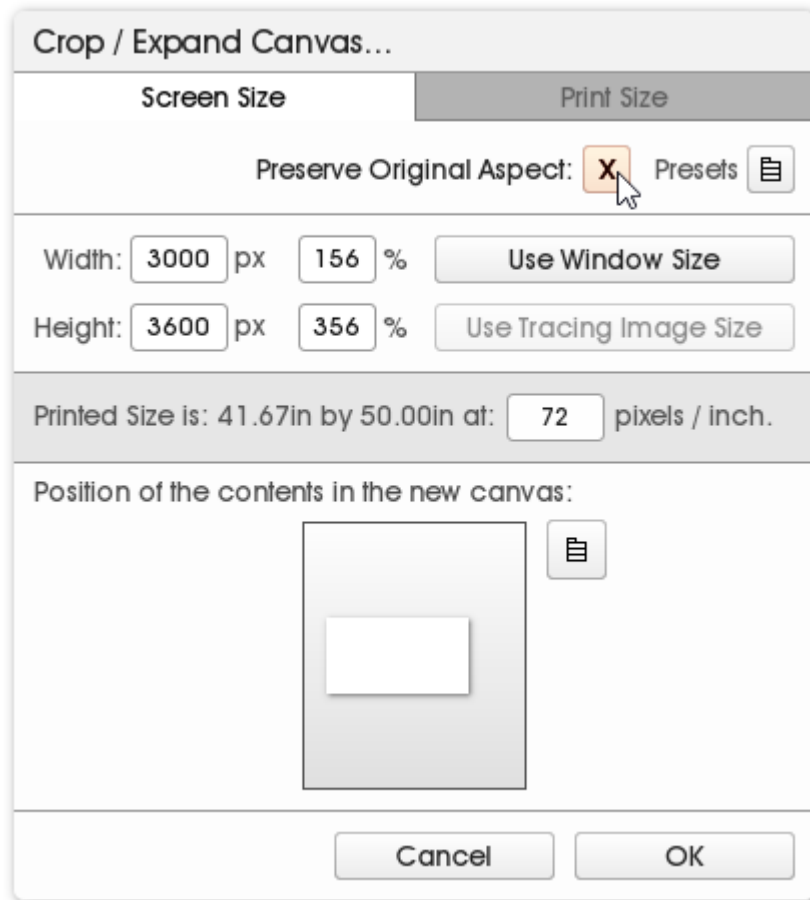 Crop / Expand Canvas...
Screen Size Print Size
Preserve Original Aspect: X Presets
Width: 3000 px 156 % Use Window Size
Height: 3600 px 356 % Use Tracing Image Size
Printed Size is: 41.67in by 50.00in at: 72 pixels / inch.
Position of the contents in the new canvas:
Cancel OK